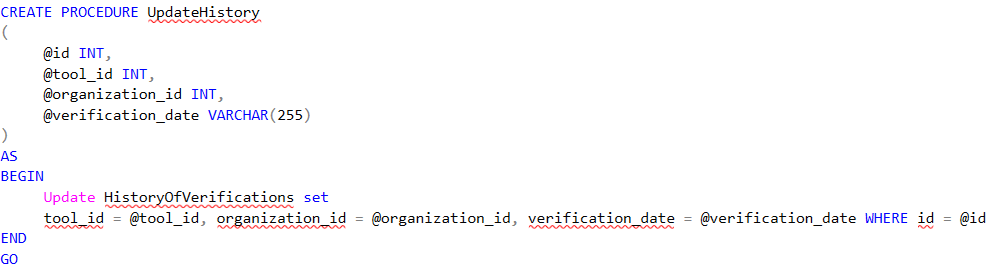 CREATE PROCEDURE UpdateHistory
(
@id INT,
@tool_id INT,
@organization_id INT,
@verification_date VARCHAR(255)
)
AS
BEGIN
Update HistoryOfVerifications set
tool_id = @tool_id, organization_id = @organization_id, verification_date = @verification_date WHERE id = @id
END
GO